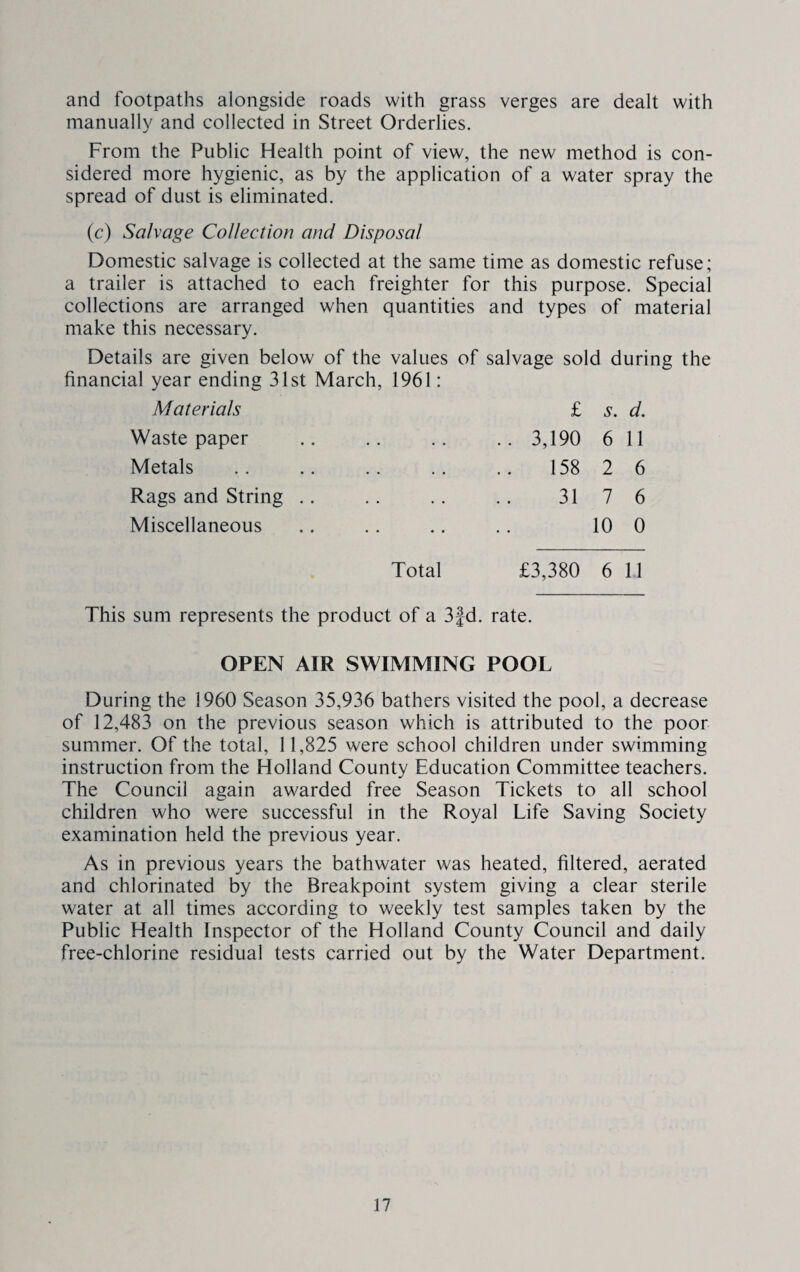 and footpaths alongside roads with grass verges are dealt with
manually and collected in Street Orderlies.
From the Public Health point of view, the new method is con-
sidered more hygienic, as by the application of a water spray the
spread of dust is eliminated.
(c) Salvage Collection and Disposal
Domestic salvage is collected at the same time as domestic refuse;
a trailer is attached to each freighter for this purpose. Special
collections are arranged when quantities and types of material
make this necessary.
Details are given below of the values of salvage sold during the
financial year ending 31st March, 1961:
Materials £ s. d.
Waste paper .. .. .. .. 3,190 6 11
Metals .. .. .. .. .. 158 2 6
Rags and String .. .. .. .. 31 7 6
Miscellaneous .. .. .. .. 10 0
Total £3,380 6 11
This sum represents the product of a 3¾d. rate.
OPEN AIR SWIMMING POOL
During the 1960 Season 35,936 bathers visited the pool, a decrease
of 12,483 on the previous season which is attributed to the poor
summer. Of the total, 11,825 were school children under swimming
instruction from the Holland County Education Committee teachers.
The Council again awarded free Season Tickets to all school
children who were successful in the Royal Life Saving Society
examination held the previous year.
As in previous years the bathwater was heated, filtered, aerated
and chlorinated by the Breakpoint system giving a clear sterile
water at all times according to weekly test samples taken by the
Public Health Inspector of the Holland County Council and daily
free-chlorine residual tests carried out by the Water Department.
17